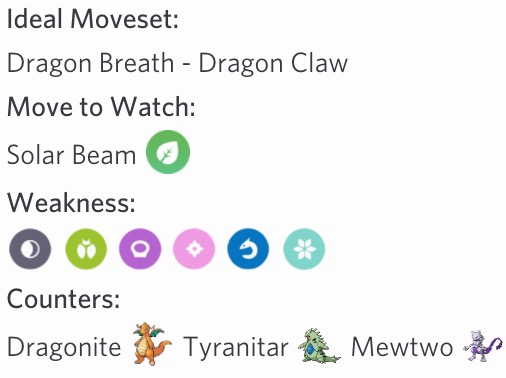 Ideal Moveset:
Dragon Breath - Dragon Claw
Move to Watch:
Solar Beam
Weakness:
Counters:
Dragonite Tyranitar Mewtwo